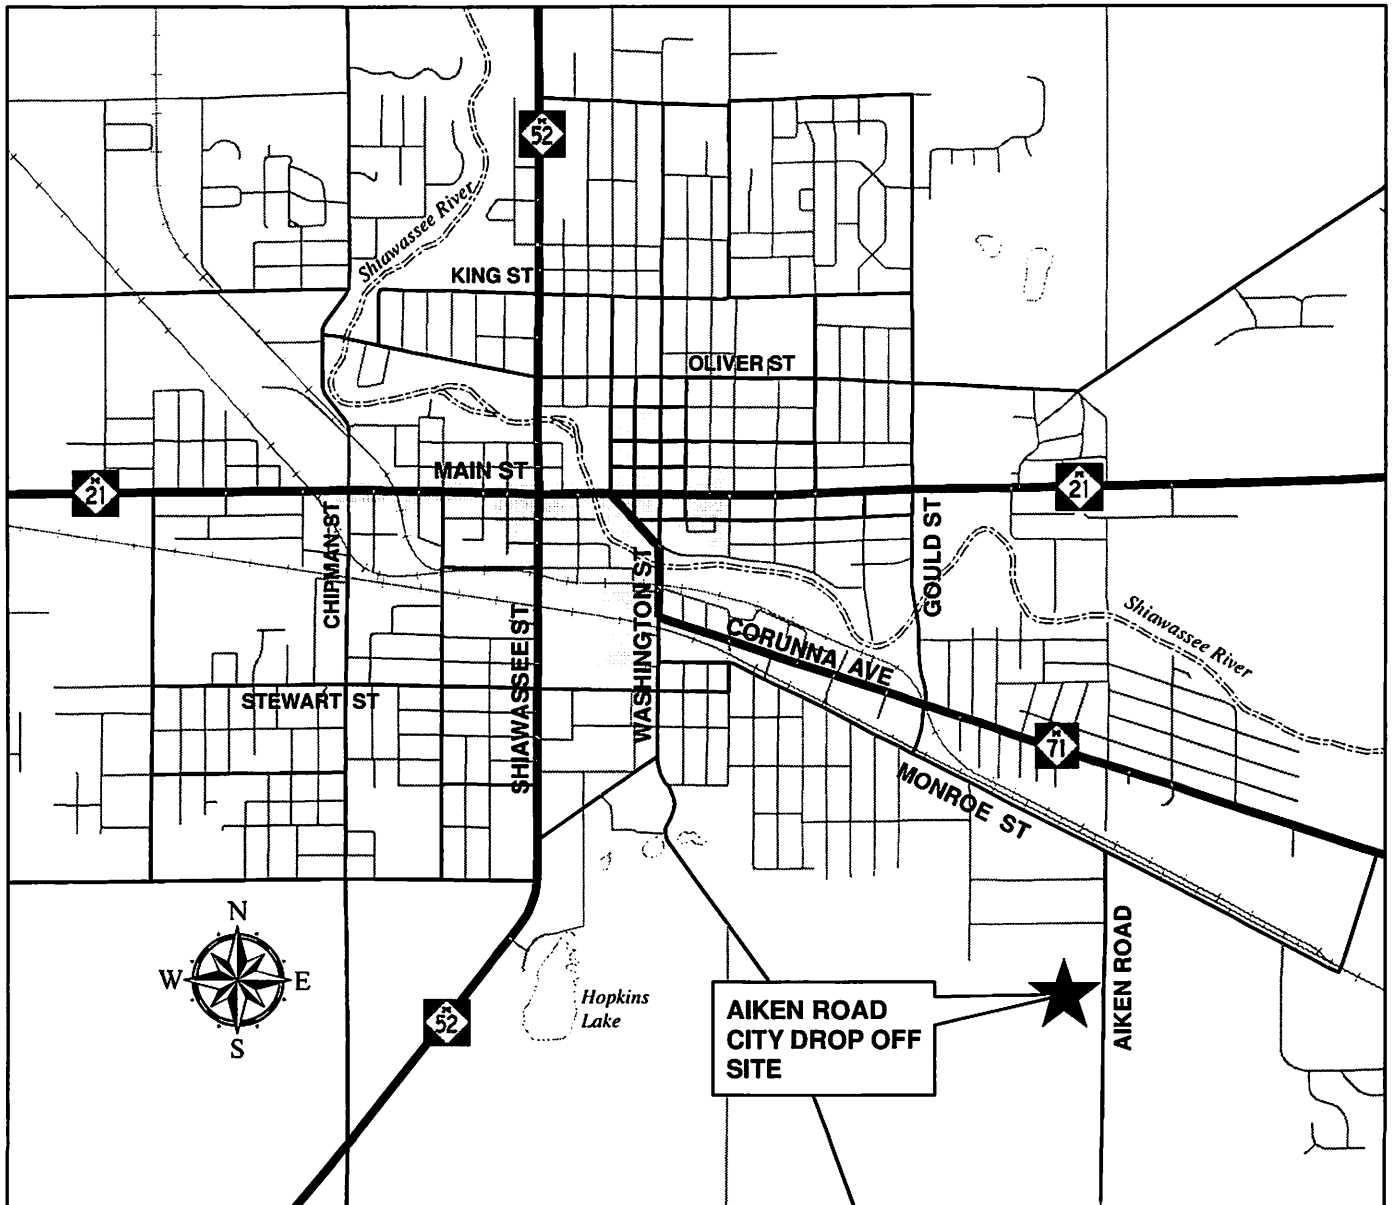 M
52
Shiawassee River
KING ST
OLIVER ST
MAIN ST
M
21
M
21
CHIPMAN ST
GOULD ST
WASHINGTON ST
SHIAWASSEE ST
Shiawassee River
CORUNNA AVE
STEWART ST
M
71
MONROE ST
N
W
E
S
M
52
Hopkins
Lake
AIKEN ROAD
CITY DROP OFF
SITE
AIKEN ROAD